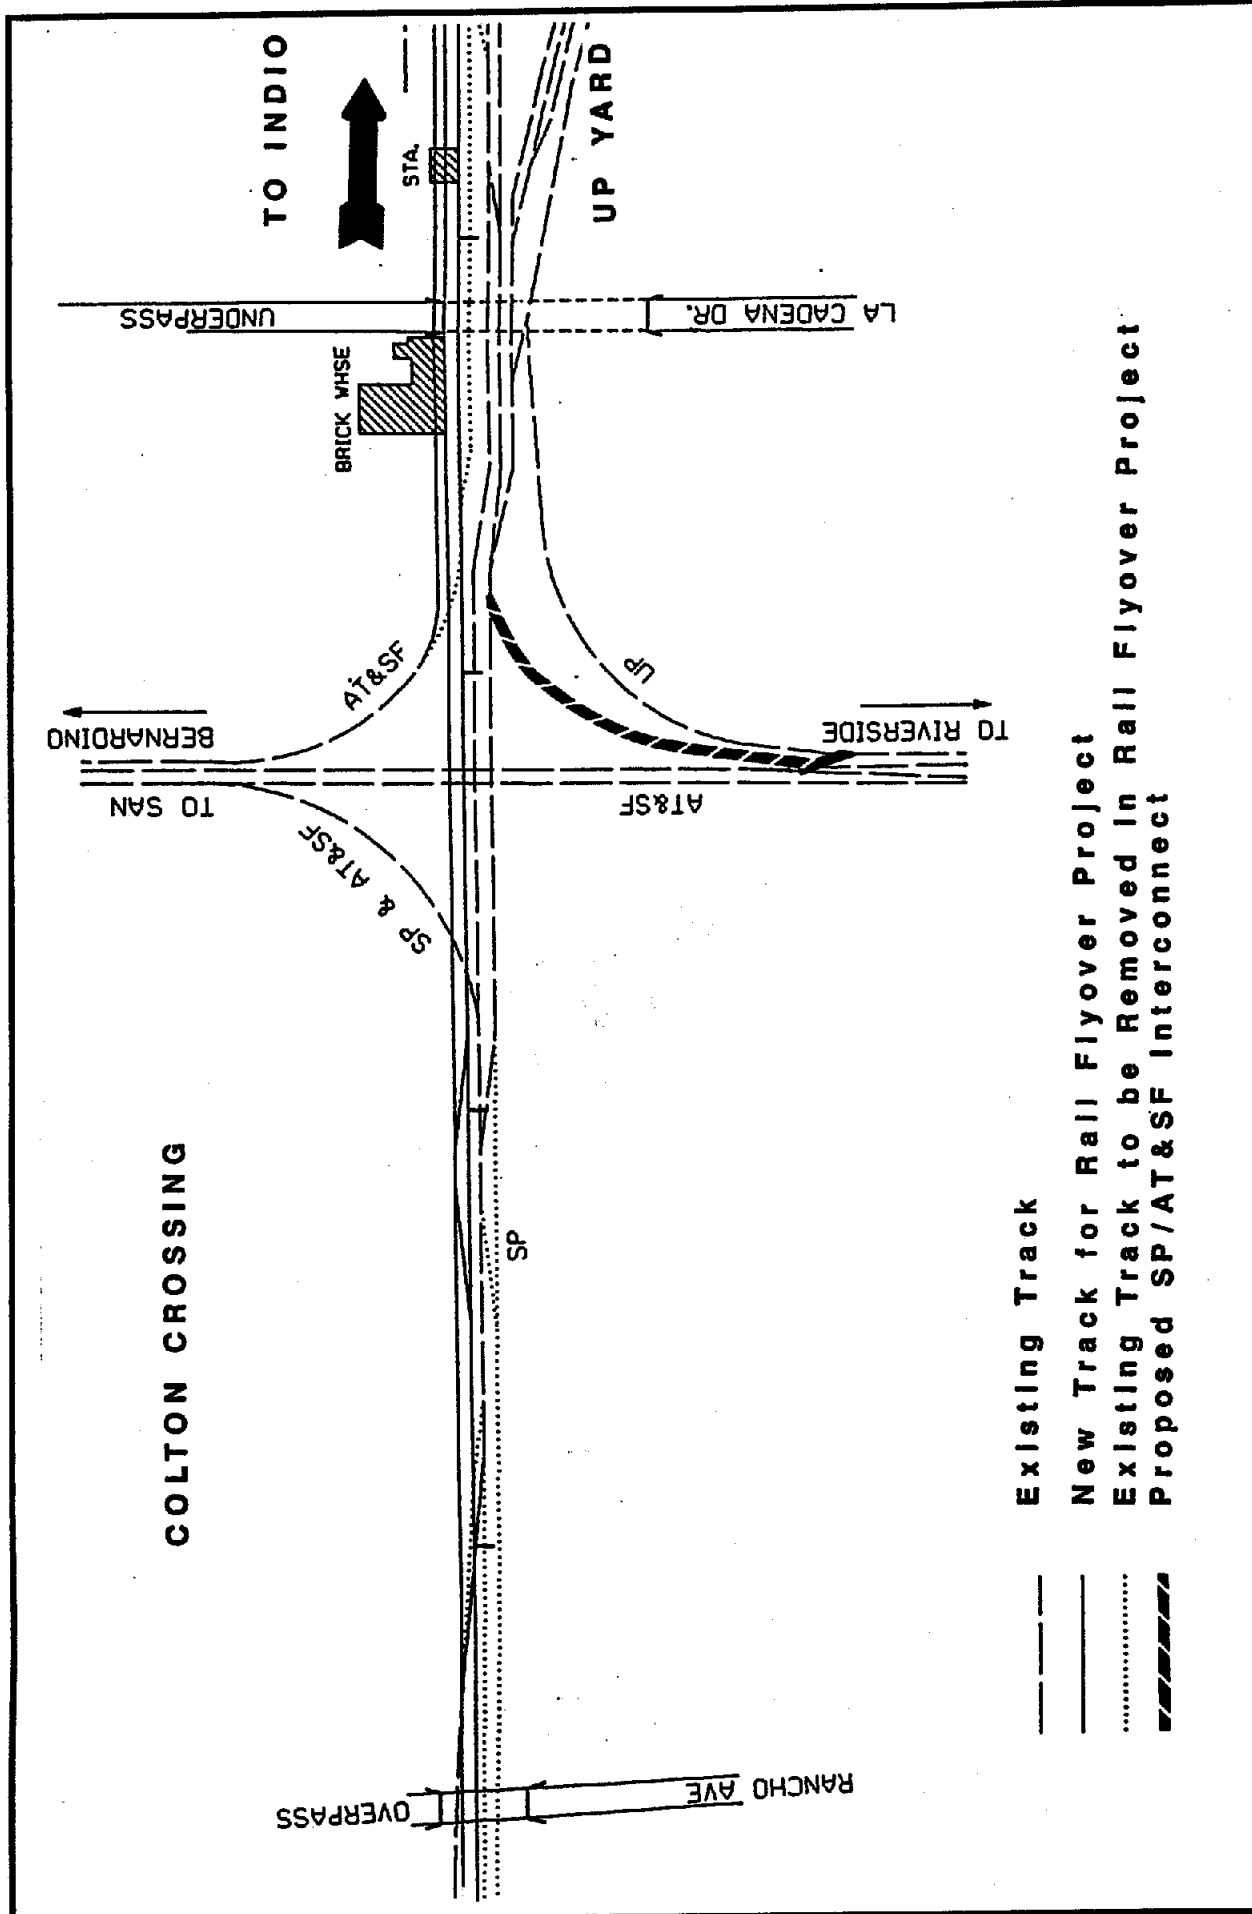 COLTON CROSSING
TO INDIO
STA.
UP YARD
UNDERPASS
LA CADENA DR.
BRICK WHSE
AT&SF
UP
TO SAN
BERNARDINO
TO RIVERSIDE
AT&SF
SP & AT&SF
SP
OVERPASS
RANCHO
AVE
Existing Track
New Track for Rail Flyover Project
Existing Track to be Removed in Rail Flyover Project
Proposed SP/AT&SF Interconnect